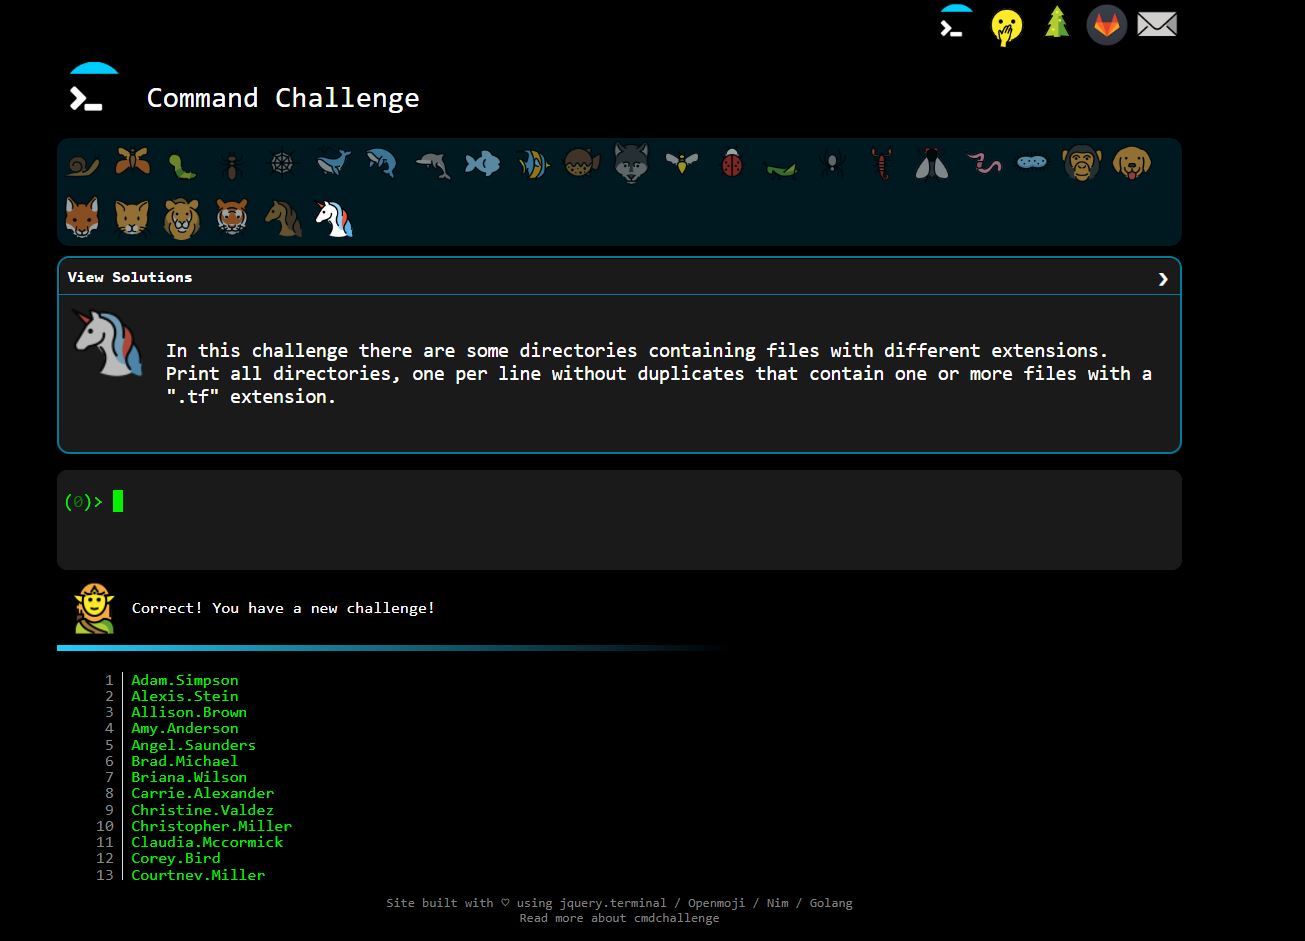 Command Challenge
View Solutions
In this challenge there are some directories containing files with different extensions.
Print all directories, one per line without duplicates that contain one or more files with a
".tf" extension.
(0)>
Correct! You have a new challenge!
1 Adam.Simpson
2 Alexis.Stein
3 Allison.Brown
4 Amy.Anderson
5 Angel.Saunders
6 Brad.Michael
7 Briana.Wilson
8 Carrie.Alexander
9 Christine.Valdez
10 Christopher.Miller
11 Claudia.Mccormick
12 Corey.Bird
13 Courtney.Miller
Site built with ♡ using jquery.terminal / Openmoji / Nim / Golang
Read more about cmdchallenge